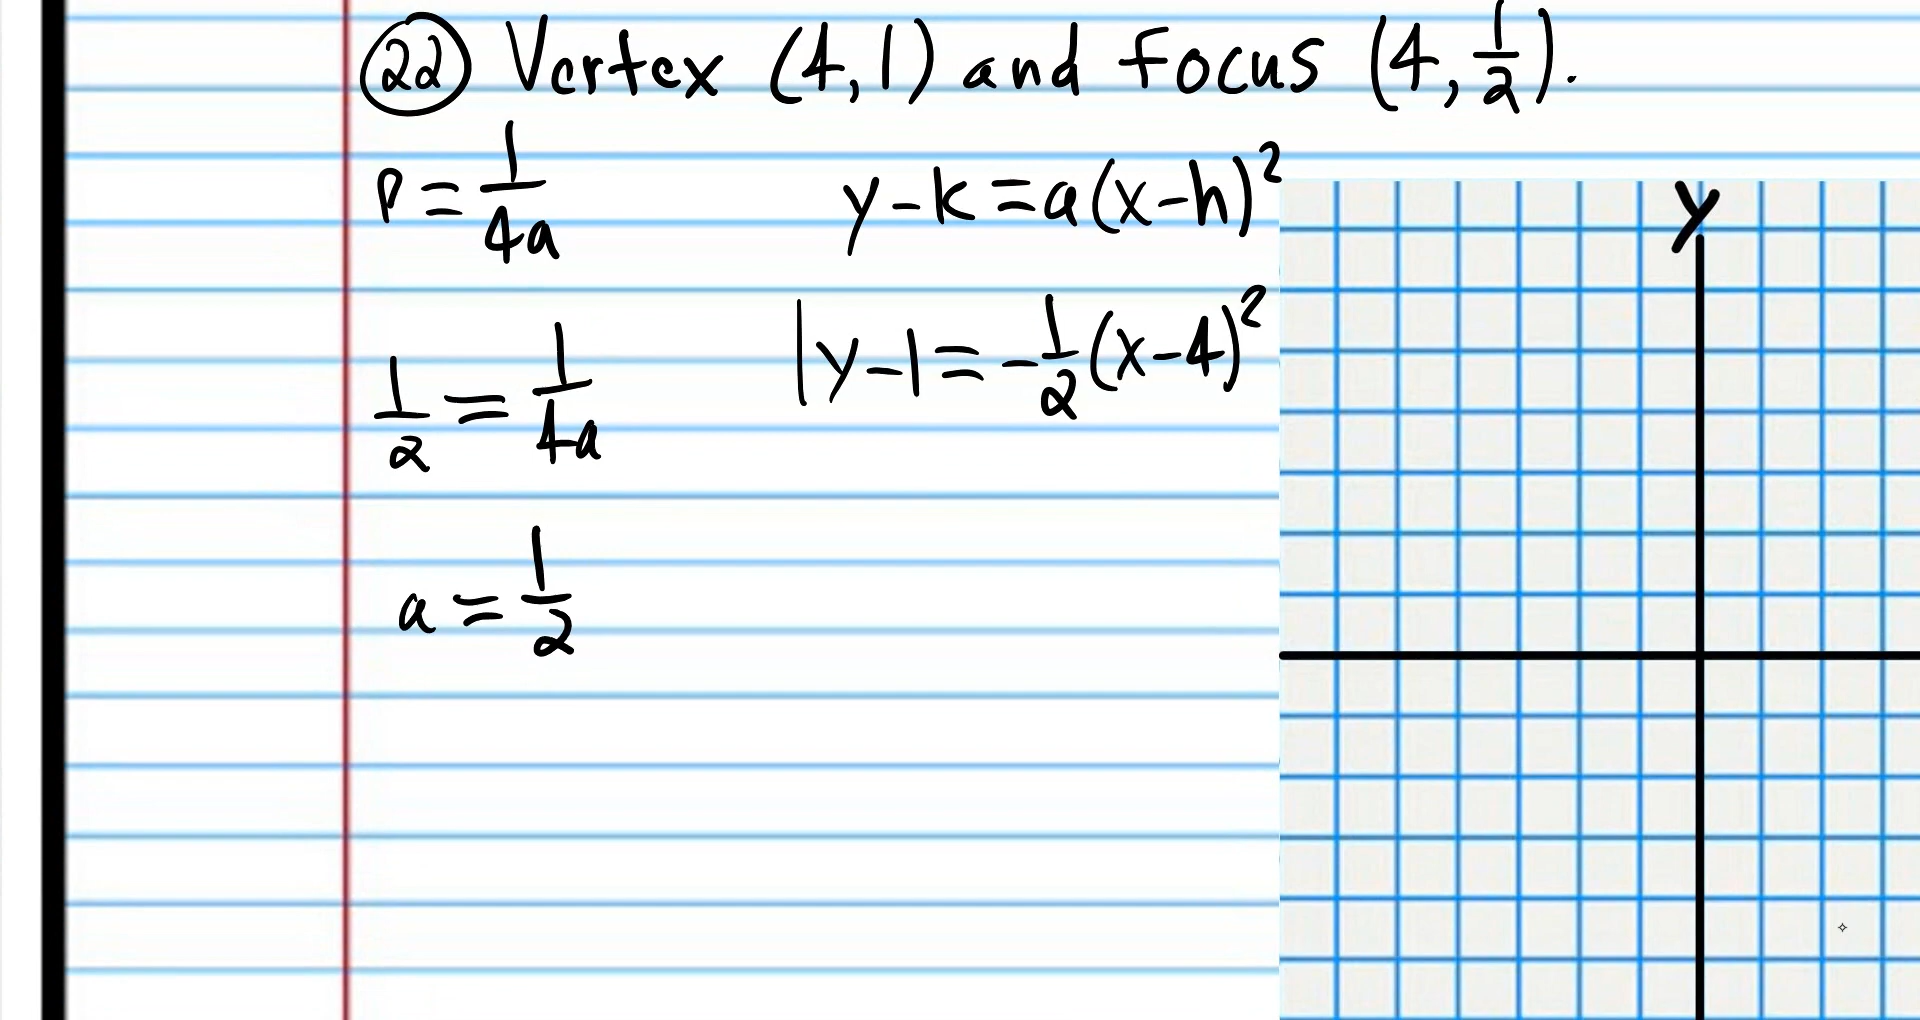 22 Vertex (4,1) and Focus (4, 1/2).
p = 1/4a
y-k = a(x-h)²
1/2 = 1/4a
|y-1 = -1/2(x-4)²
a = 1/2
y